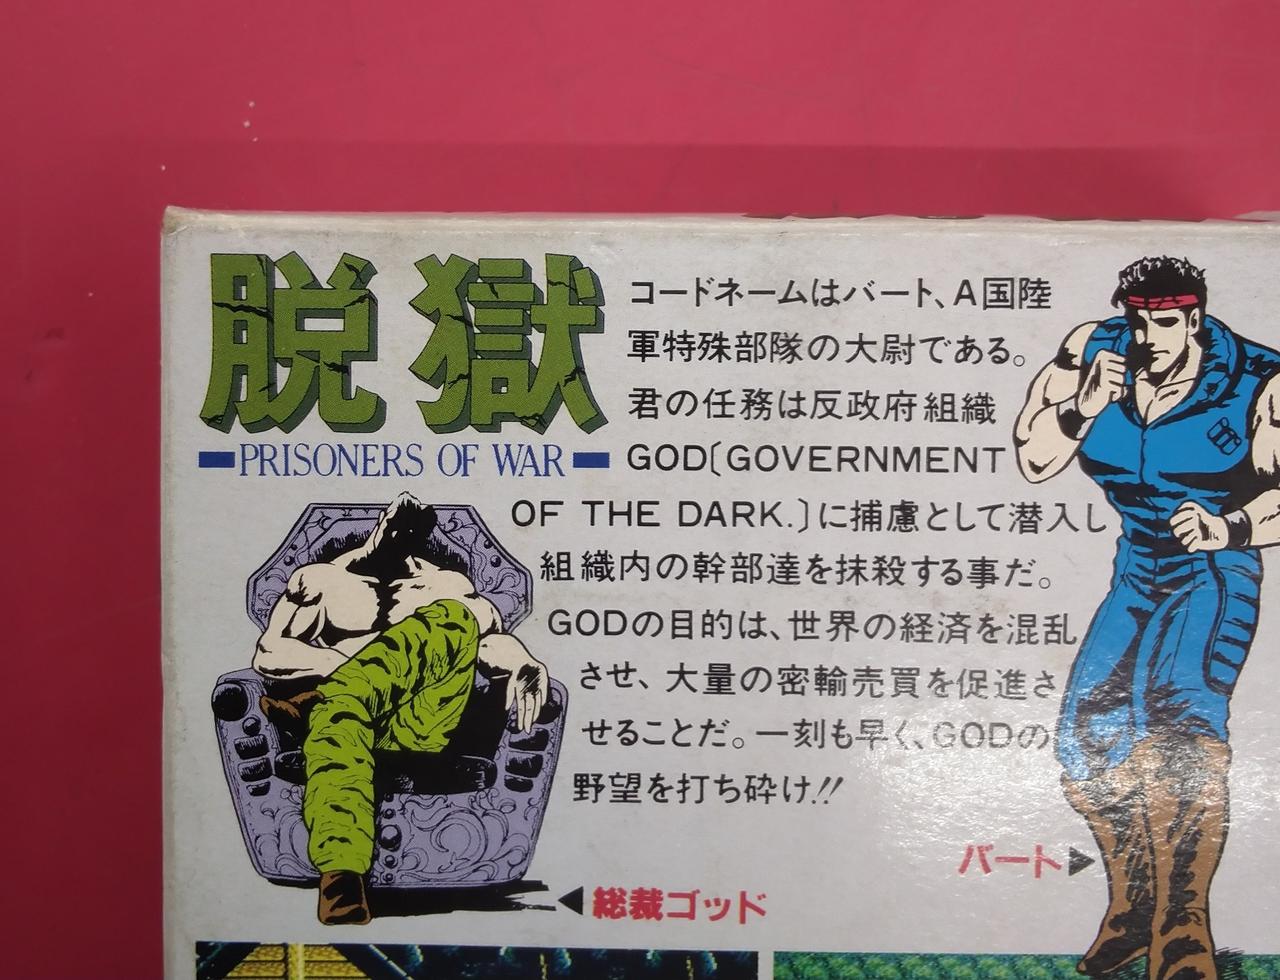 脱獄
PRISONERS OF WAR
コードネームはバート、A国陸
軍特殊部隊の大尉である。
君の任務は反政府組織
GOD〔GOVERNMENT
OF THE DARK.〕に捕慮として潜入し
組織内の幹部達を抹殺する事だ。
GODの目的は、世界の経済を混乱
させ、大量の密輸売買を促進さ
せることだ。一刻も早く、GODの
野望を打ち砕け!!
バート▶
◀総裁ゴッド